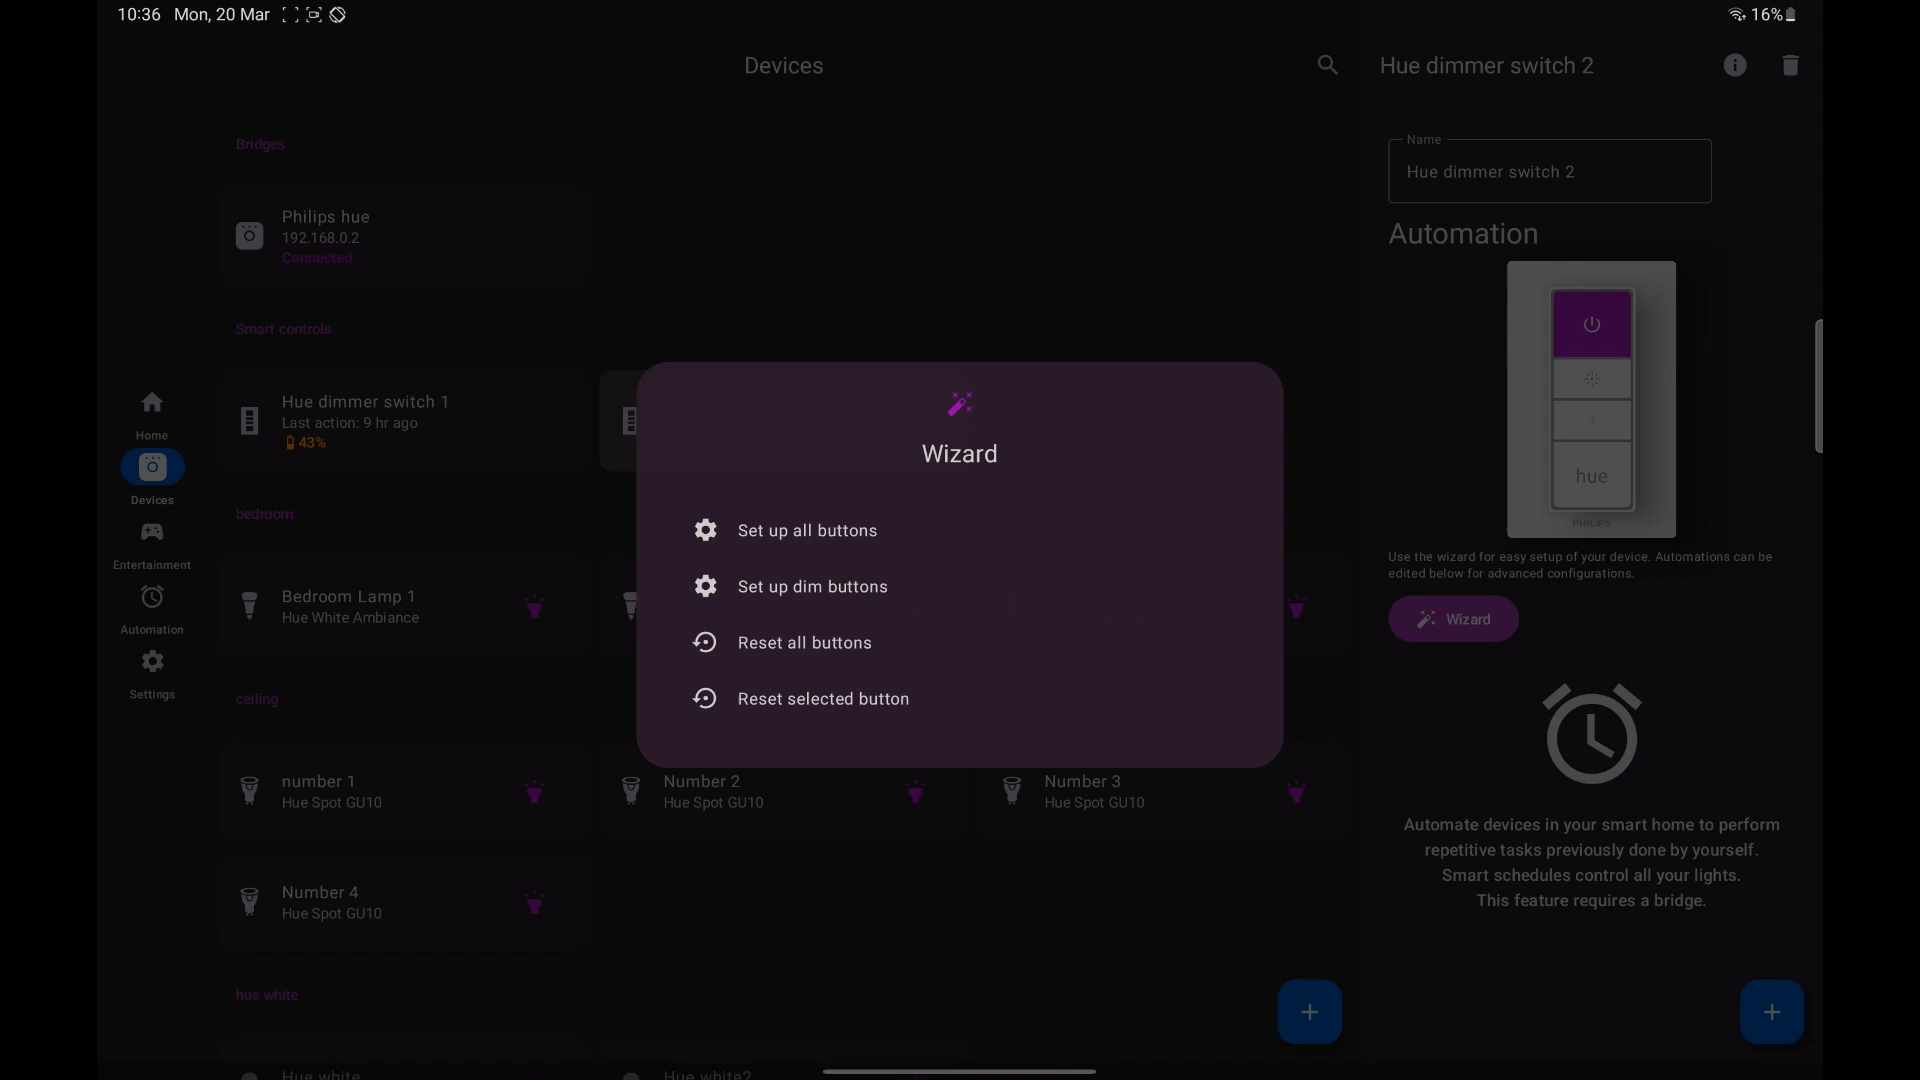 10:36 Mon, 20 Mar
16%
Devices
Hue dimmer switch 2
Bridges
Philips hue
192.168.0.2
Connected
Smart controls
Hue dimmer switch 1
Last action: 9 hr ago
43%
bedroom
Bedroom Lamp 1
Hue White Ambiance
ceiling
number 1
Hue Spot GU10
Number 2
Hue Spot GU10
Number 3
Hue Spot GU10
Number 4
Hue Spot GU10
hue white
Hue white
Hue white2
Home
Devices
Entertainment
Automation
Settings
Wizard
Set up all buttons
Set up dim buttons
Reset all buttons
Reset selected button
Name
Hue dimmer switch 2
Automation
hue
PHILIPS
Use the wizard for easy setup of your device. Automations can be
edited below for advanced configurations.
Wizard
Automate devices in your smart home to perform
repetitive tasks previously done by yourself.
Smart schedules control all your lights.
This feature requires a bridge.